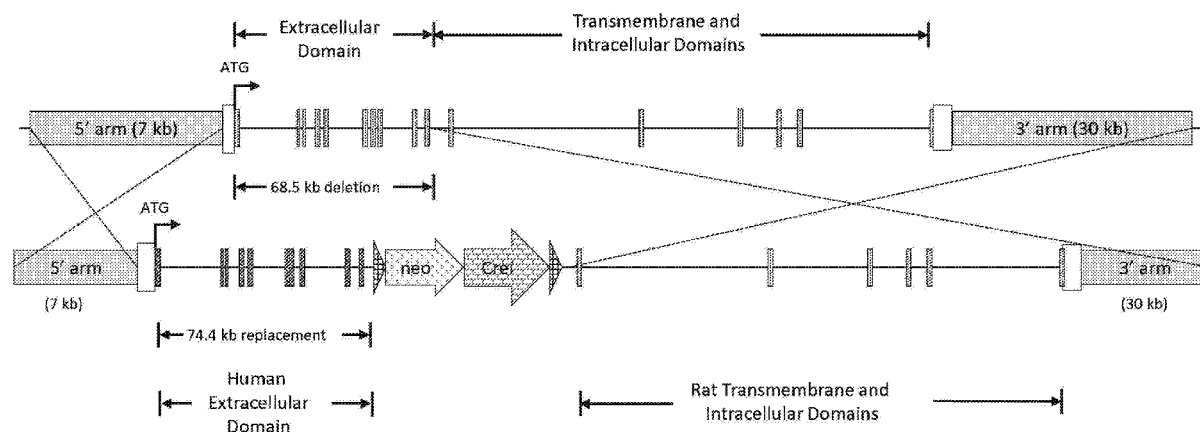 Extracellular
Domain
Transmembrane and
Intracellular Domains
ATG
5' arm (7 kb)
3' arm (30 kb)
68.5 kb deletion
ATG
5' arm
(7 kb)
neo
CreI
3' arm
(30 kb)
74.4 kb replacement
Human
Extracellular
Domain
Rat Transmembrane and
Intracellular Domains